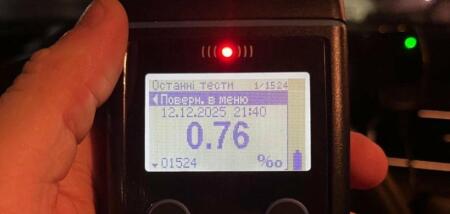 Останні тести 1/1524
Поверн. в меню
12.12.2025 21:40
0.76
01524 ‰